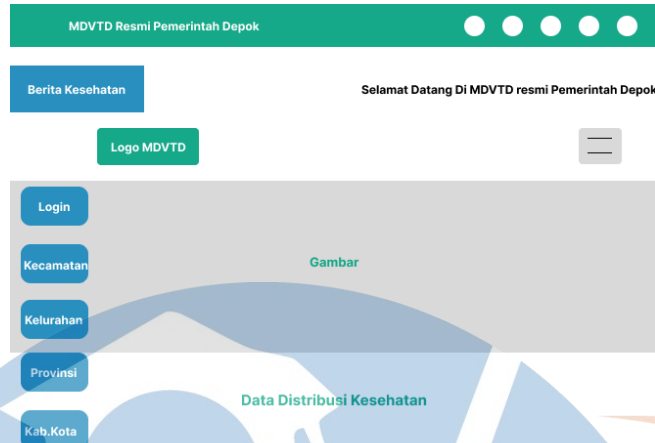 MDVTD Resmi Pemerintah Depok
Berita Kesehatan
Selamat Datang Di MDVTD resmi Pemerintah Depok
Logo MDVTD
Login
Kecamatan
Gambar
Kelurahan
Provinsi
Data Distribusi Kesehatan
Kab.Kota